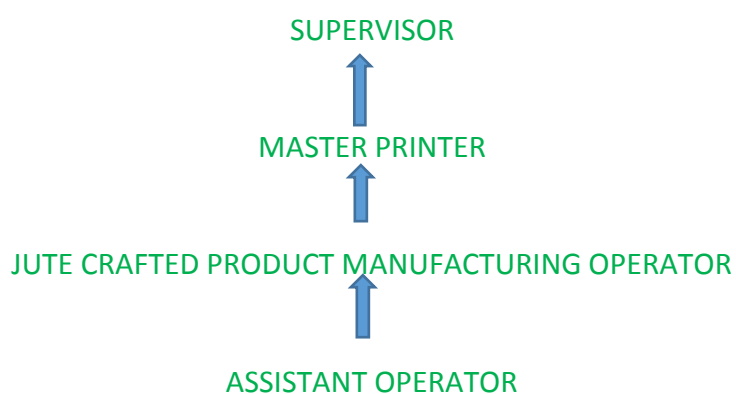 SUPERVISOR
MASTER PRINTER
JUTE CRAFTED PRODUCT MANUFACTURING OPERATOR
ASSISTANT OPERATOR